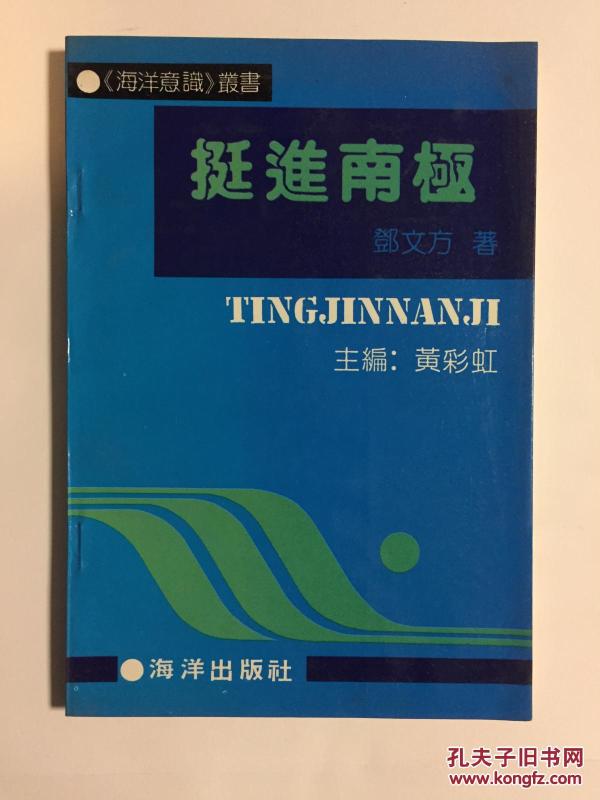 《海洋意識》叢書
挺進南極
鄧文方 著
TINGJINNANJI
主編：黃彩虹
海洋出版社
孔夫子旧书网
www.kongfz.com